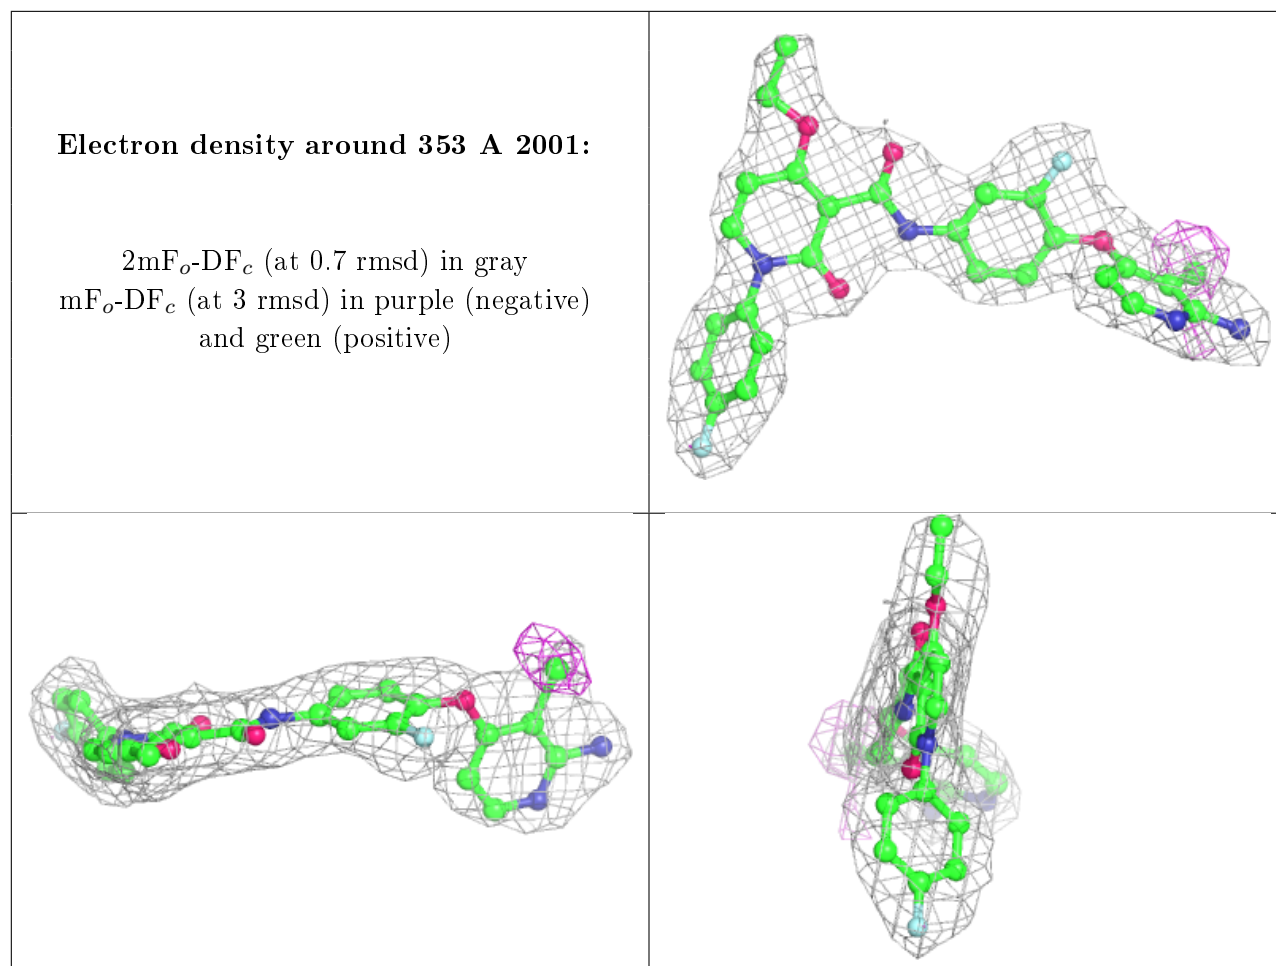 Electron density around 353 A 2001:
2mFo-DFc (at 0.7 rmsd) in gray
mFo-DFc (at 3 rmsd) in purple (negative)
and green (positive)